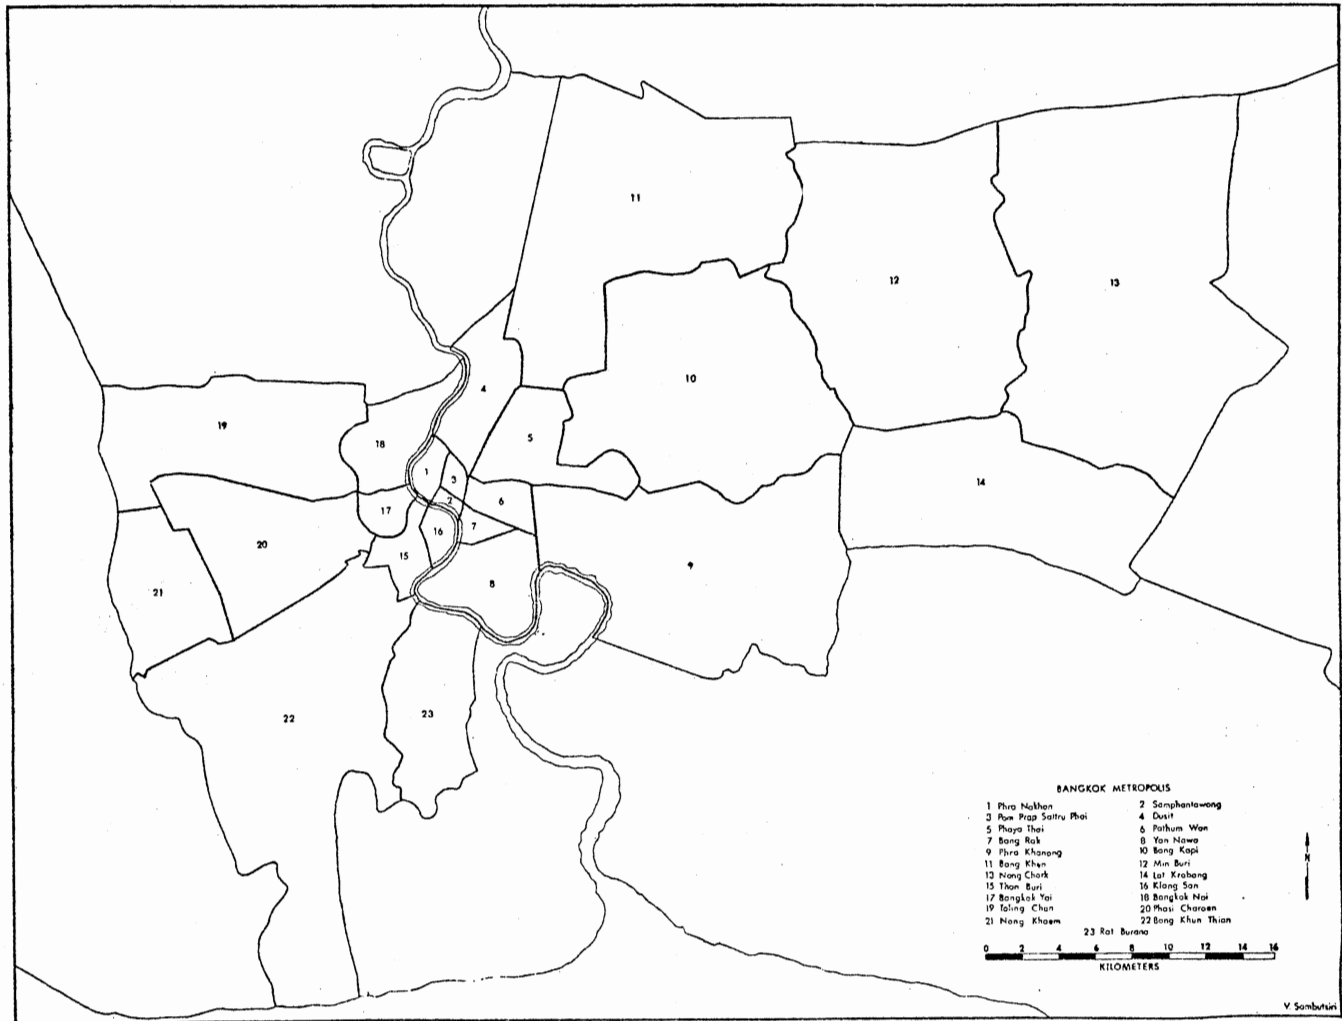 11
12
13
10
4
19
18
5
1
3
14
2
6
17
7
16
20
15
9
8
21
23
22
BANGKOK METROPOLIS
1 Phra Nakhon 2 Samphantawong
3 Pom Prap Sattru Phai 4 Dusit
5 Phaya Thai 6 Pathum Wan
7 Bang Rak 8 Yan Nawa
9 Phra Khanong 10 Bang Kapi
11 Bang Khen 12 Min Buri
13 Nong Chork 14 Lat Krabang
15 Thon Buri 16 Klong San
17 Bangkok Yai 18 Bangkok Noi
19 Taling Chan 20 Phasi Charoen
21 Nong Khaem 22 Bang Khun Thian
23 Rat Burana
N
0 2 4 6 8 10 12 14 16
KILOMETERS
V. Sombutsiri